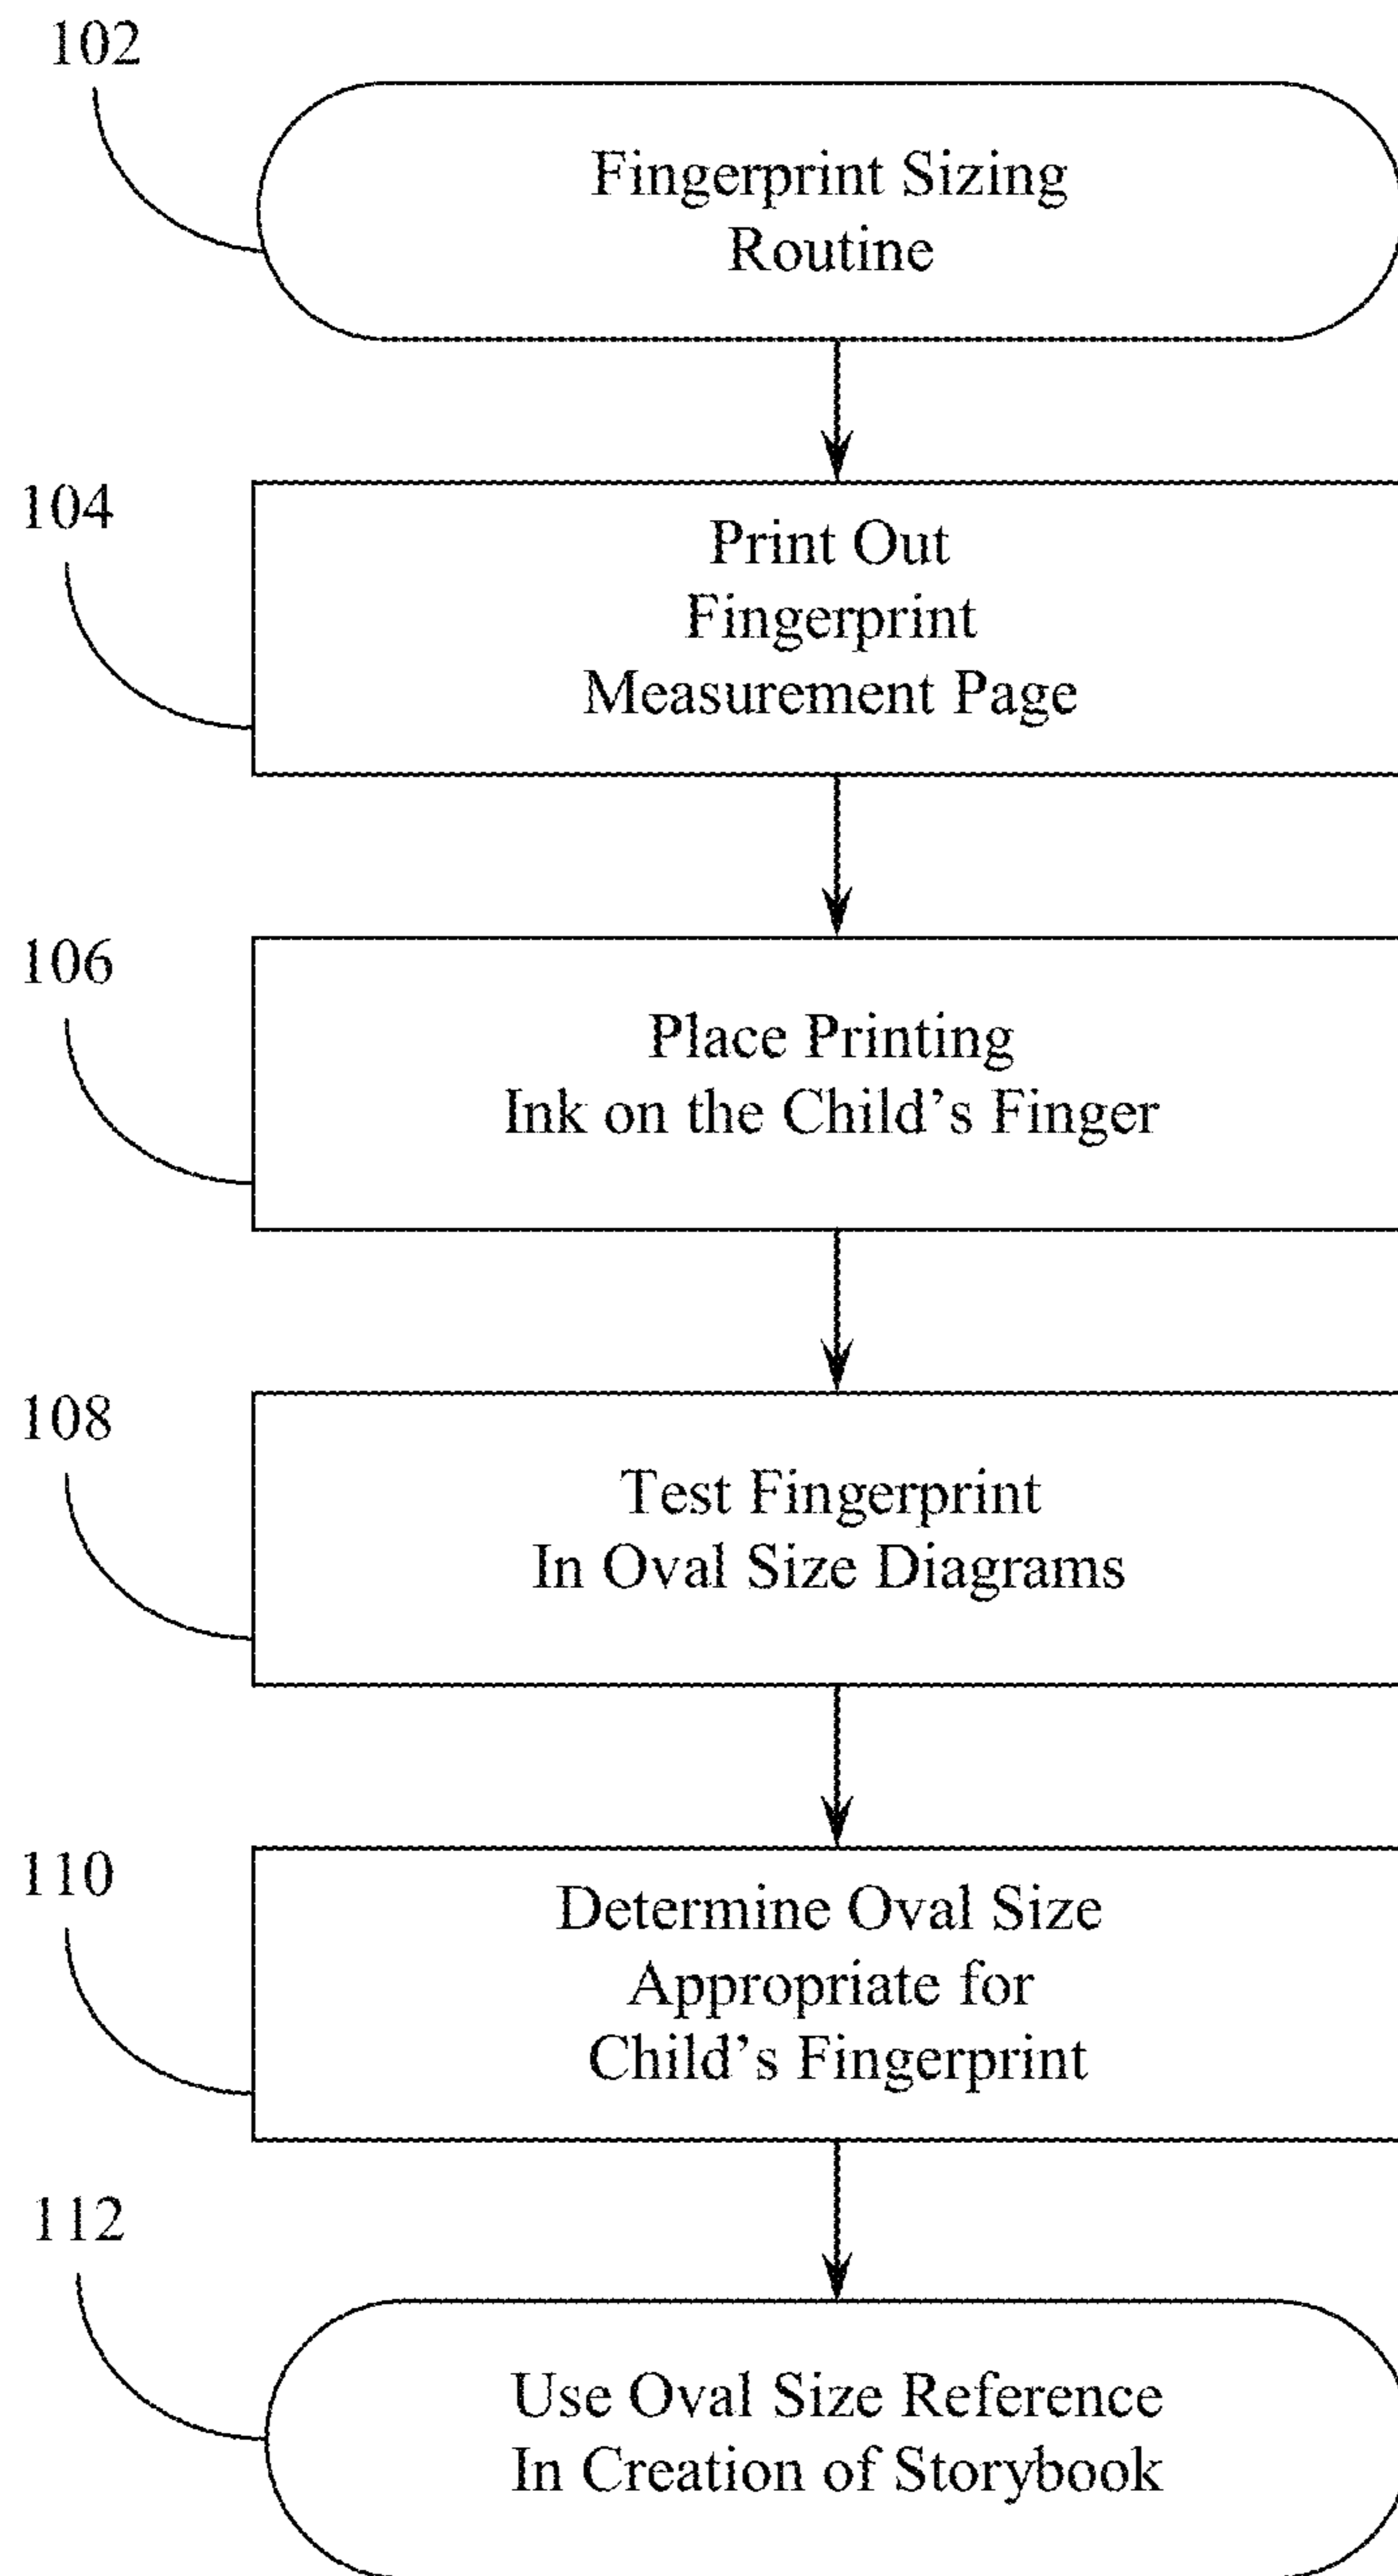 102
Fingerprint Sizing
Routine
104
Print Out
Fingerprint
Measurement Page
106
Place Printing
Ink on the Child’s Finger
108
Test Fingerprint
In Oval Size Diagrams
110
Determine Oval Size
Appropriate for
Child’s Fingerprint
112
Use Oval Size Reference
In Creation of Storybook